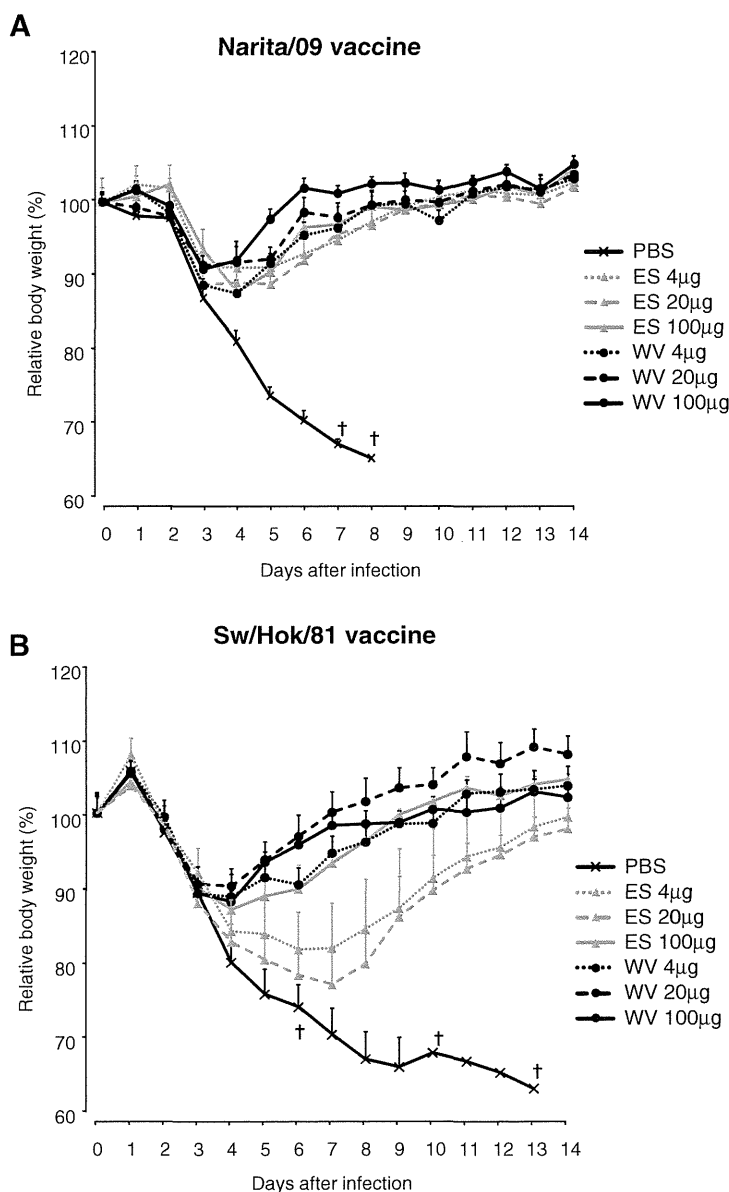 A
Narita/09 vaccine
120
110
100
90
80
70
60
Relative body weight (%)
† †
0 1 2 3 4 5 6 7 8 9 10 11 12 13 14
Days after infection
PBS
ES 4μg
ES 20μg
ES 100μg
WV 4μg
WV 20μg
WV 100μg
B
Sw/Hok/81 vaccine
120
110
100
90
80
70
60
Relative body weight (%)
† † †
0 1 2 3 4 5 6 7 8 9 10 11 12 13 14
Days after infection
PBS
ES 4μg
ES 20μg
ES 100μg
WV 4μg
WV 20μg
WV 100μg